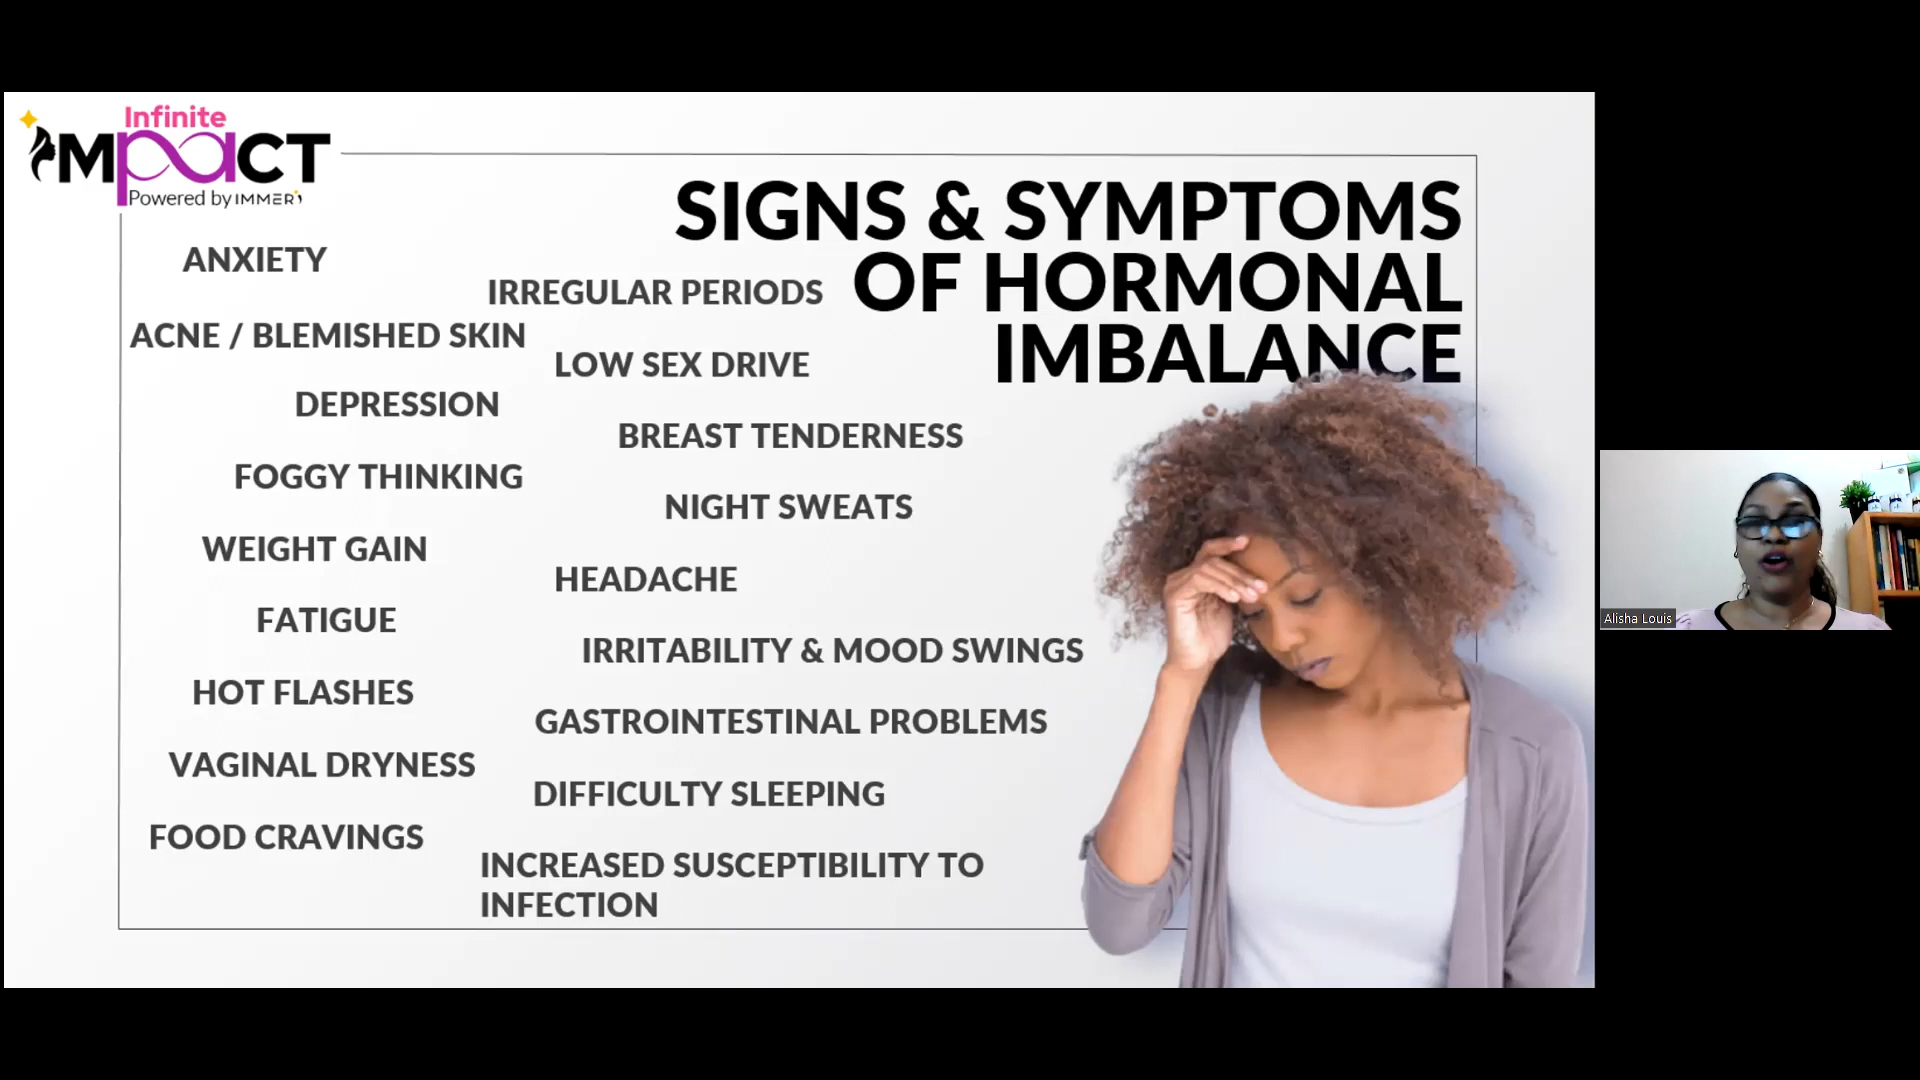 Infinite
iMPACT
Powered by IMMERI
SIGNS & SYMPTOMS
OF HORMONAL
IMBALANCE
ANXIETY
ACNE / BLEMISHED SKIN
DEPRESSION
FOGGY THINKING
WEIGHT GAIN
FATIGUE
HOT FLASHES
VAGINAL DRYNESS
FOOD CRAVINGS
IRREGULAR PERIODS
LOW SEX DRIVE
BREAST TENDERNESS
NIGHT SWEATS
HEADACHE
IRRITABILITY & MOOD SWINGS
GASTROINTESTINAL PROBLEMS
DIFFICULTY SLEEPING
INCREASED SUSCEPTIBILITY TO
INFECTION
Alisha Louis